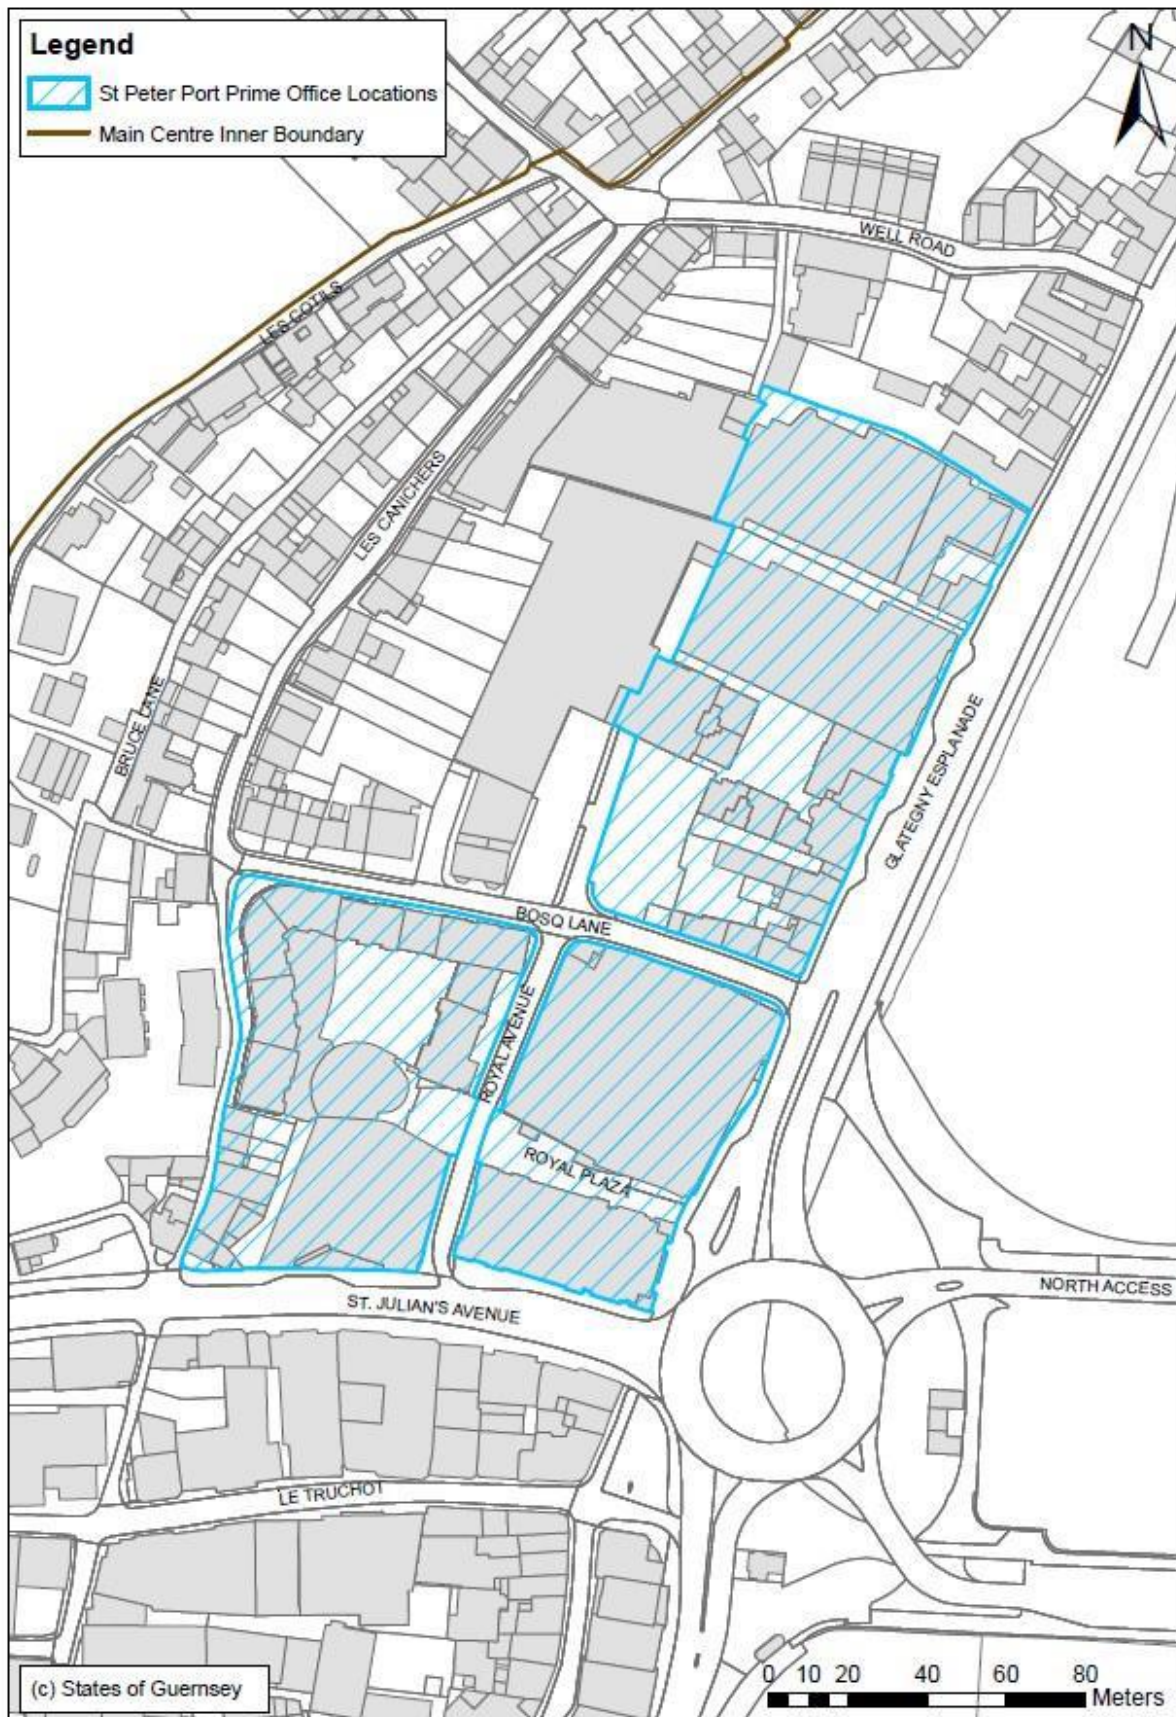 Legend
St Peter Port Prime Office Locations
Main Centre Inner Boundary
N
WELL ROAD
LES COTILS
LES CANICHERS
BRUCE LANE
GLATEGNY ESPLANADE
BOSQ LANE
ROYAL AVENUE
ROYAL PLAZA
NORTH ACCESS
ST. JULIAN'S AVENUE
LE TRUCHOT
(c) States of Guernsey
0 10 20 40 60 80
Meters